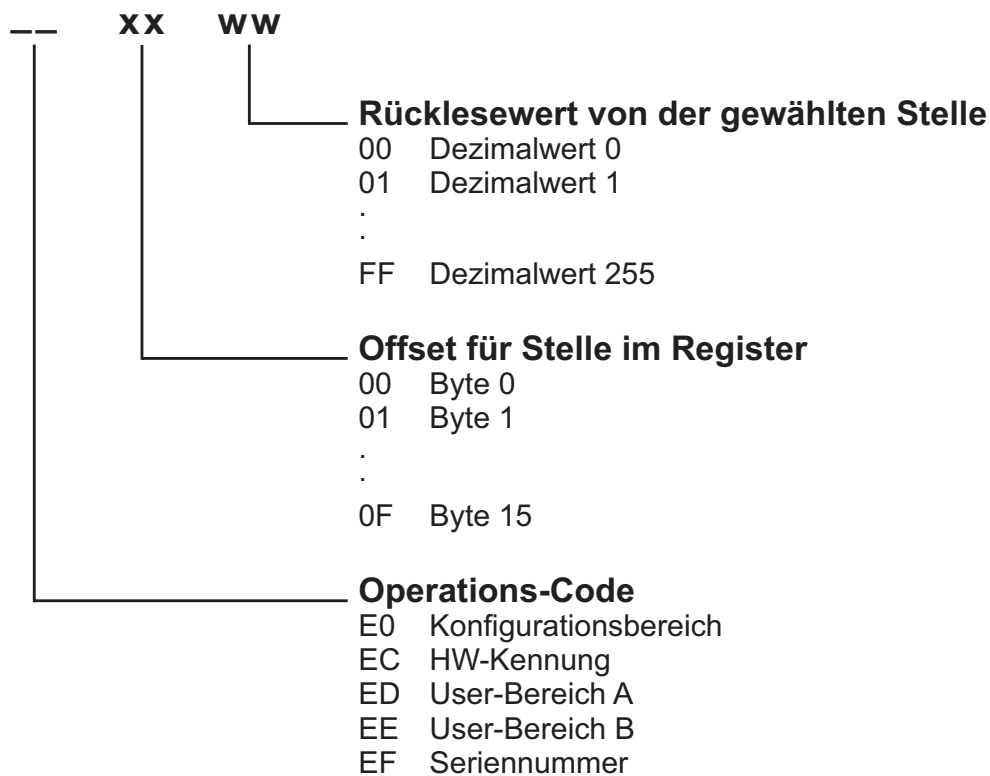 __ xx ww
Rücklesewert von der gewählten Stelle
00 Dezimalwert 0
01 Dezimalwert 1
.
.
FF Dezimalwert 255
Offset für Stelle im Register
00 Byte 0
01 Byte 1
.
.
0F Byte 15
Operations-Code
E0 Konfigurationsbereich
EC HW-Kennung
ED User-Bereich A
EE User-Bereich B
EF Seriennummer